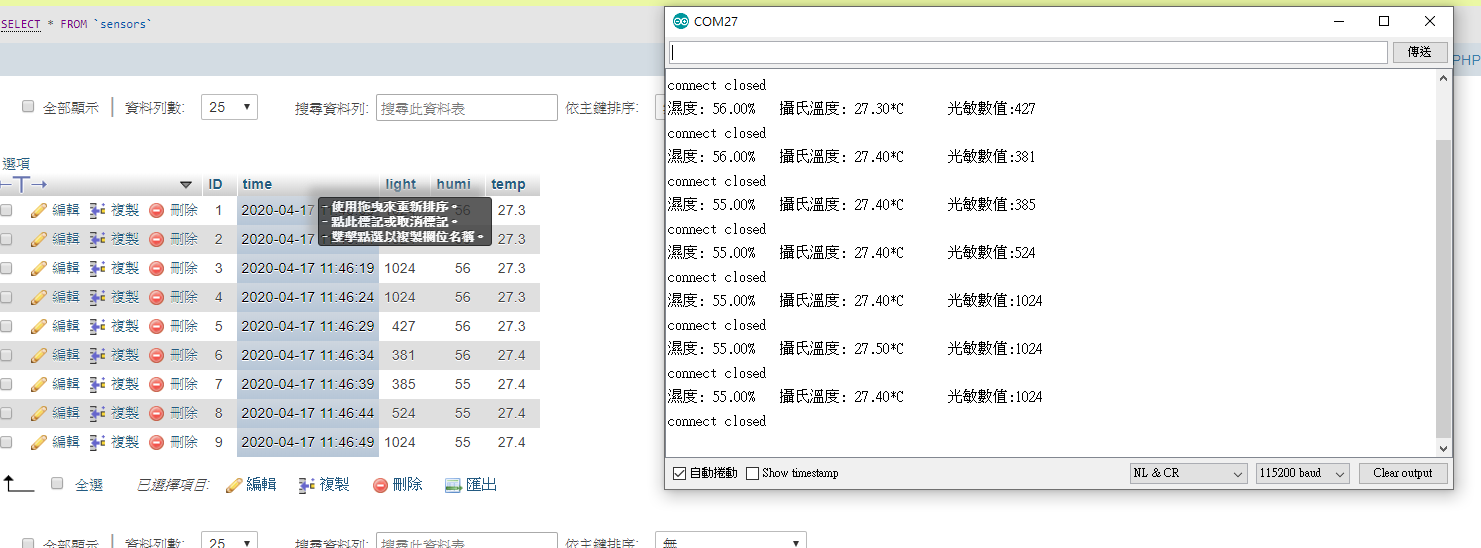 SELECT * FROM `sensors`
全部顯示 資料列數: 25 搜尋資料列: 搜尋此資料表 依主鍵排序:
選項
ID time light humi temp
編輯 複製 刪除 1 2020-04-17 56 27.3
編輯 複製 刪除 2 2020-04-17 27.3
編輯 複製 刪除 3 2020-04-17 11:46:19 1024 56 27.3
編輯 複製 刪除 4 2020-04-17 11:46:24 1024 56 27.3
編輯 複製 刪除 5 2020-04-17 11:46:29 427 56 27.3
編輯 複製 刪除 6 2020-04-17 11:46:34 381 56 27.4
編輯 複製 刪除 7 2020-04-17 11:46:39 385 55 27.4
編輯 複製 刪除 8 2020-04-17 11:46:44 524 55 27.4
編輯 複製 刪除 9 2020-04-17 11:46:49 1024 55 27.4
- 使用拖曳來重新排序。
- 點此標記或取消標記。
- 雙擊點選以複製欄位名稱。
全選 已選擇項目: 編輯 複製 刪除 匯出
全部顯示 資料列數: 25 搜尋資料列: 搜尋此資料表 依主鍵排序: 無
PHP
COM27
傳送
connect closed
濕度: 56.00% 攝氏溫度: 27.30*C 光敏數值:427
connect closed
濕度: 56.00% 攝氏溫度: 27.40*C 光敏數值:381
connect closed
濕度: 55.00% 攝氏溫度: 27.40*C 光敏數值:385
connect closed
濕度: 55.00% 攝氏溫度: 27.40*C 光敏數值:524
connect closed
濕度: 55.00% 攝氏溫度: 27.40*C 光敏數值:1024
connect closed
濕度: 55.00% 攝氏溫度: 27.50*C 光敏數值:1024
connect closed
濕度: 55.00% 攝氏溫度: 27.40*C 光敏數值:1024
connect closed
自動捲動 Show timestamp NL & CR 115200 baud Clear output